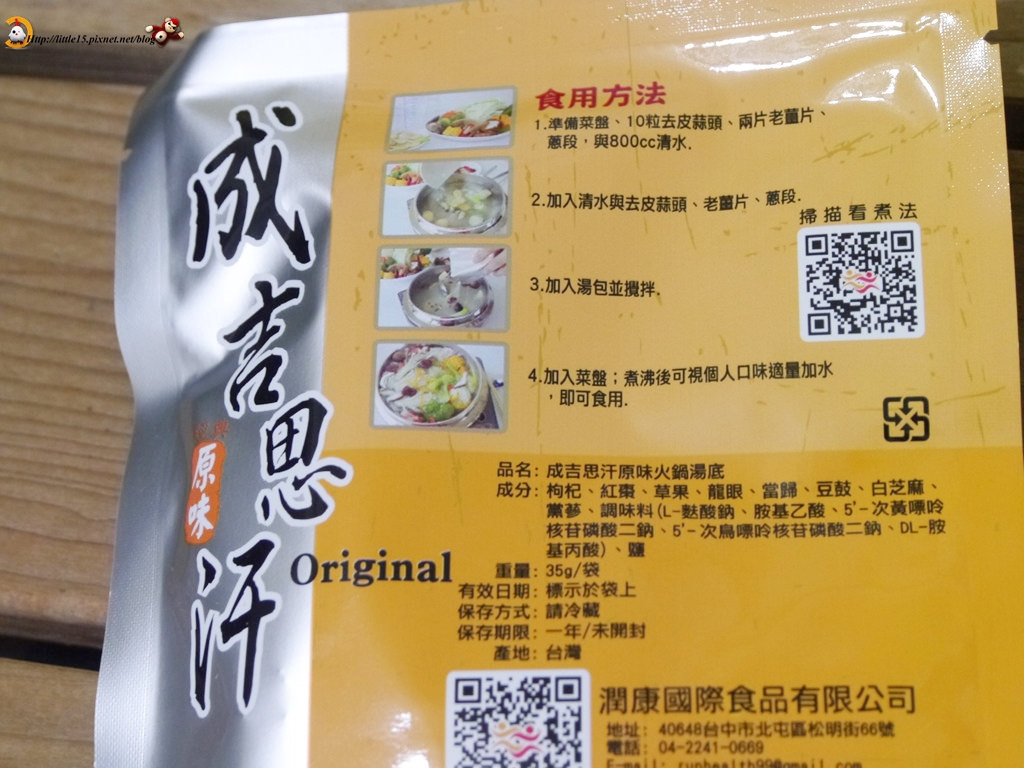 Http://little15.pixnet.net/blog
成吉思汗
原味
Original
食用方法
1.準備菜盤、10粒去皮蒜頭、兩片老薑片、
蔥段，與800cc清水.
2.加入清水與去皮蒜頭、老薑片、蔥段.
3.加入湯包並攪拌.
4.加入菜盤；煮沸後可視個人口味適量加水
，即可食用.
掃描看煮法
品名: 成吉思汗原味火鍋湯底
成分: 枸杞、紅棗、草果、龍眼、當歸、豆鼓、白芝麻、
黨蔘、調味料(L-麩酸鈉、胺基乙酸、5'-次黃嘌呤
核苷磷酸二鈉、5'-次鳥嘌呤核苷磷酸二鈉、DL-胺
基丙酸)、鹽
重量: 35g/袋
有效日期: 標示於袋上
保存方式: 請冷藏
保存期限: 一年/未開封
產地: 台灣
潤康國際食品有限公司
地址: 40648台中市北屯區松明街66號
電話: 04-2241-0669
E-mail: runhealth99@gmail.com